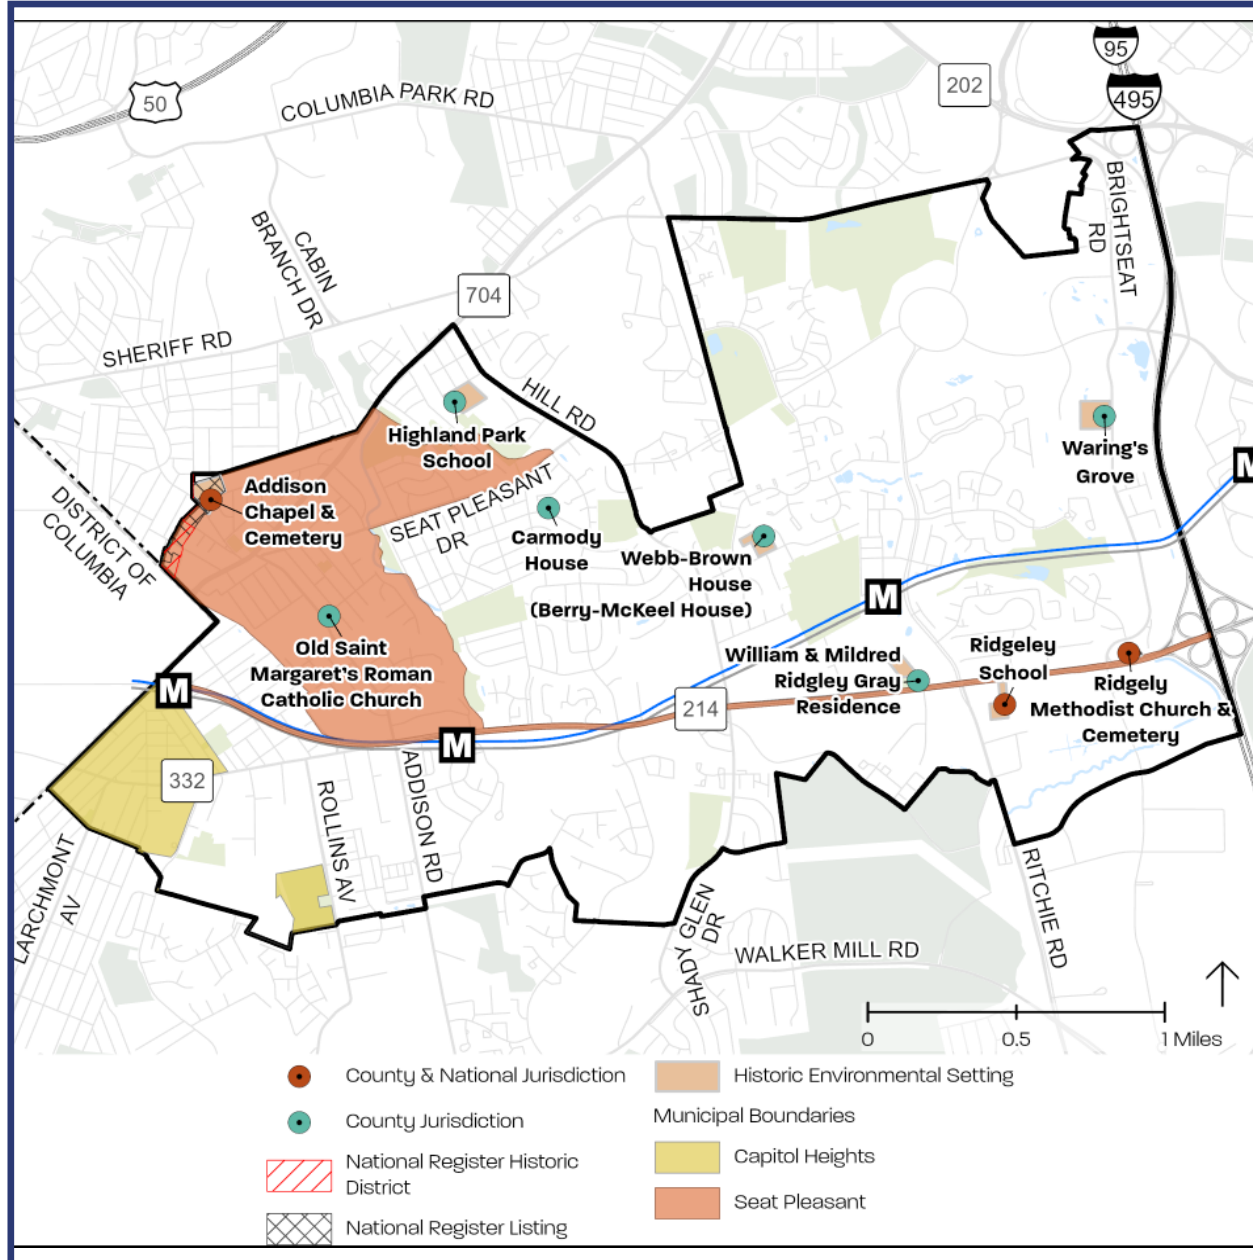 95
495
50
COLUMBIA PARK RD
202
BRIGHTSEAT
RD
CABIN
BRANCH DR
704
SHERIFF RD
HILL RD
Highland Park
School
Waring's
Grove
M
Addison
Chapel &
Cemetery
SEAT PLEASANT
DR
DISTRICT OF
COLUMBIA
Carmody
House
Webb-Brown
House
(Berry-McKeel House)
M
Old Saint
Margaret's Roman
Catholic Church
William & Mildred
Ridgley Gray
Residence
Ridgeley
School
Ridgely
Methodist Church &
Cemetery
M
214
M
332
ROLLINS AV
ADDISON RD
LARCHMONT
AV
SHADY GLEN
DR
RITCHIE RD
WALKER MILL RD
0 0.5 1 Miles
County & National Jurisdiction
County Jurisdiction
National Register Historic
District
National Register Listing
Historic Environmental Setting
Municipal Boundaries
Capitol Heights
Seat Pleasant